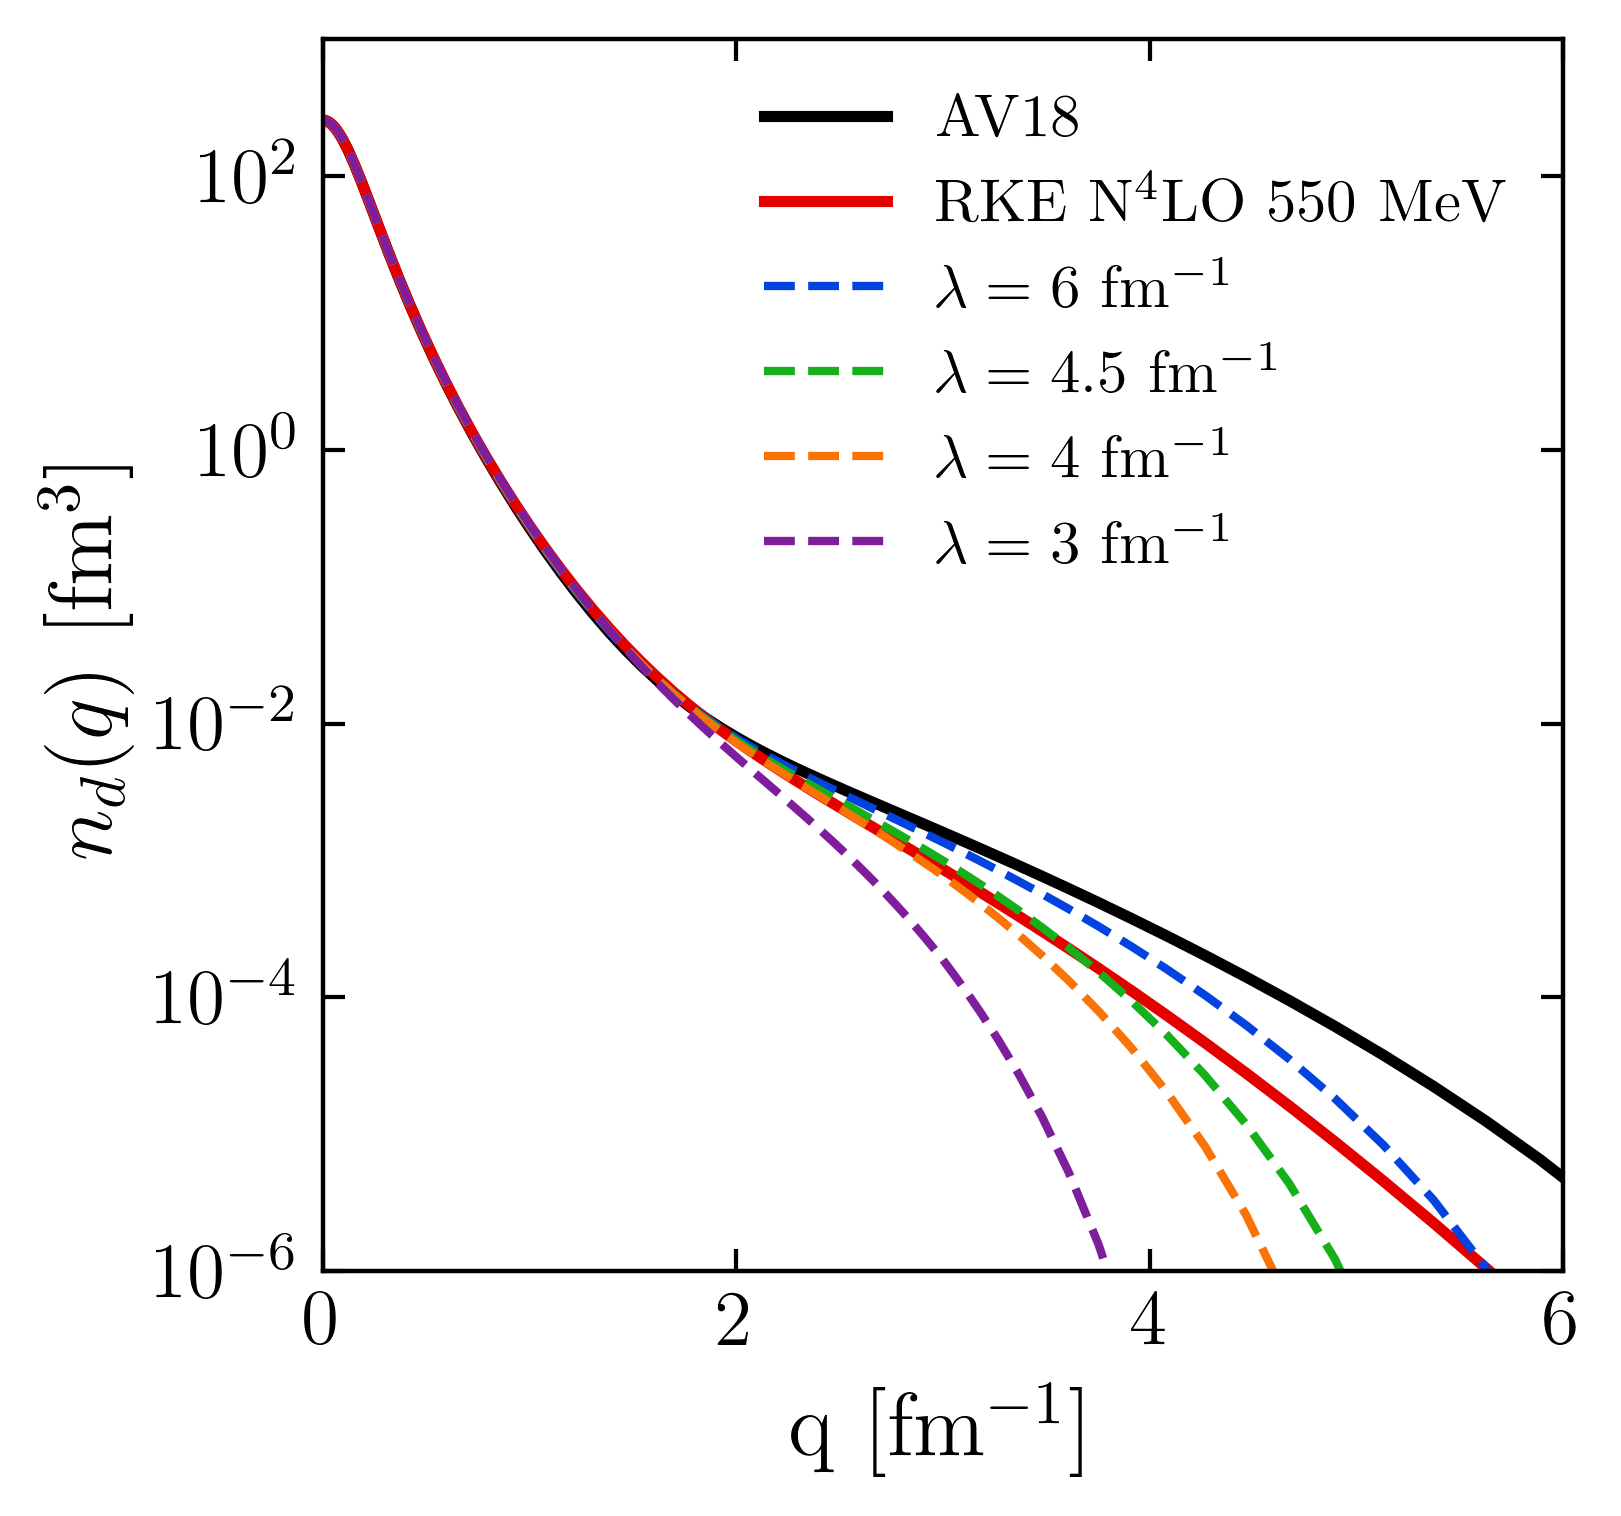 AV18
RKE N⁴LO 550 MeV
λ = 6 fm⁻¹
λ = 4.5 fm⁻¹
λ = 4 fm⁻¹
λ = 3 fm⁻¹
n_d(q) [fm³]
10²
10⁰
10⁻²
10⁻⁴
10⁻⁶
0 2 4 6
q [fm⁻¹]